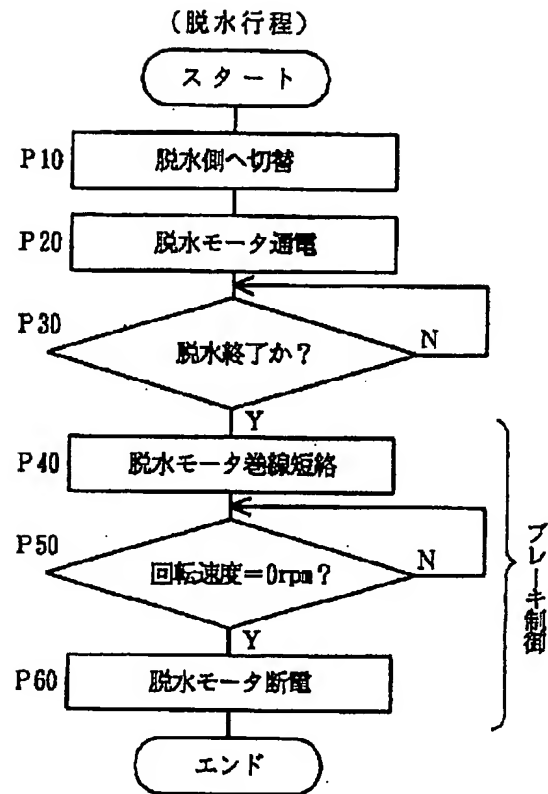 （脱水行程）
スタート
P10 脱水側へ切替
P20 脱水モータ通電
P30 脱水終了か？ N
Y
P40 脱水モータ巻線短絡
P50 回転速度＝0rpm？ N
Y
P60 脱水モータ断電
エンド
ブレーキ制御